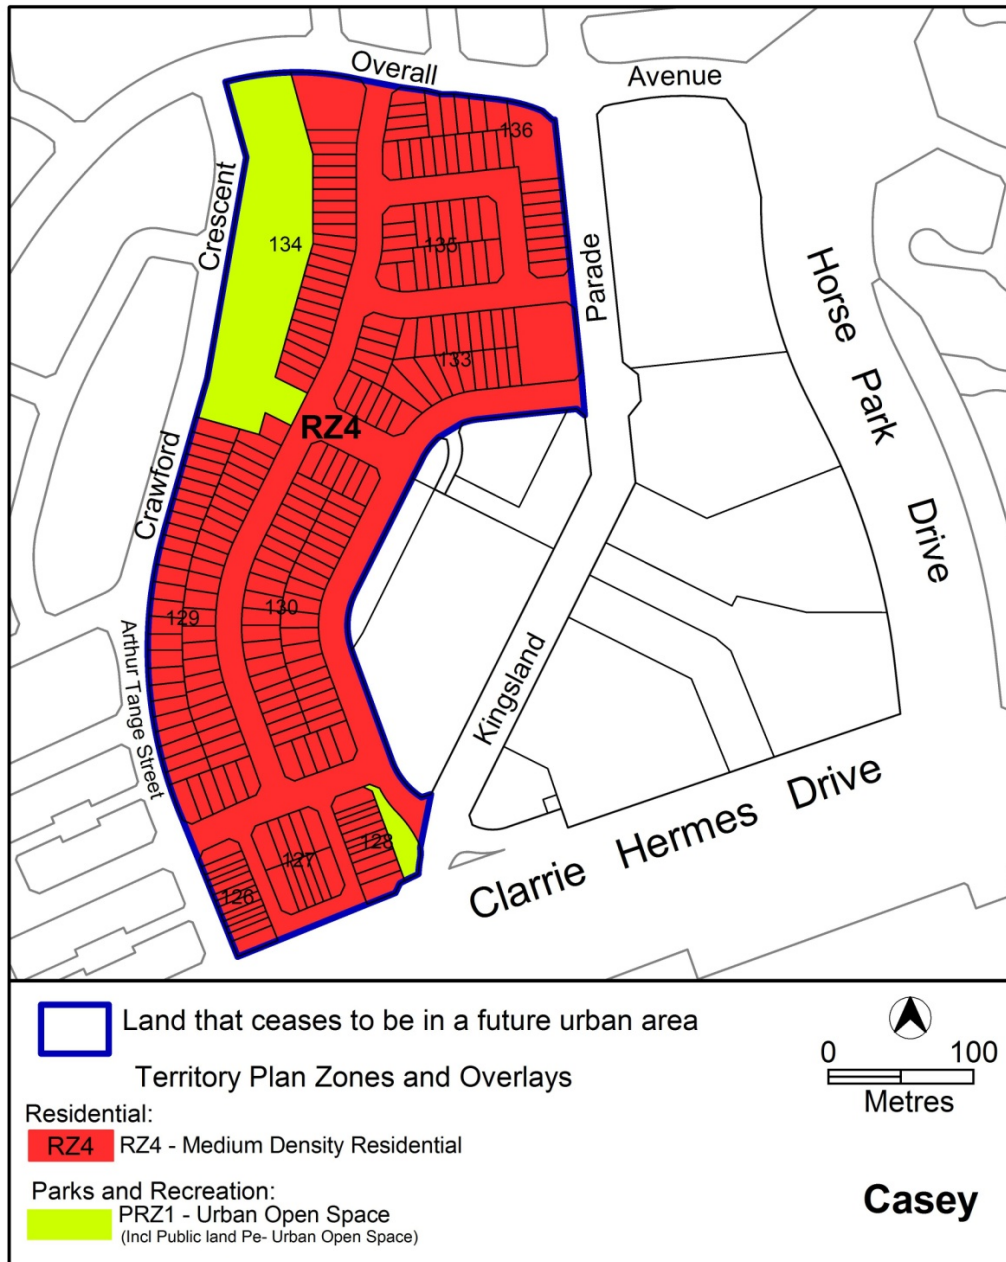 Overall
Avenue
136
Crescent
134
135
Parade
Horse
Park
Drive
133
RZ4
Crawford
129
130
Arthur Tange Street
Kingsland
128
127
126
Clarrie Hermes Drive
Land that ceases to be in a future urban area
0 100
Metres
Territory Plan Zones and Overlays
Residential:
RZ4 RZ4 - Medium Density Residential
Parks and Recreation:
PRZ1 - Urban Open Space
(Incl Public land Pe- Urban Open Space)
Casey